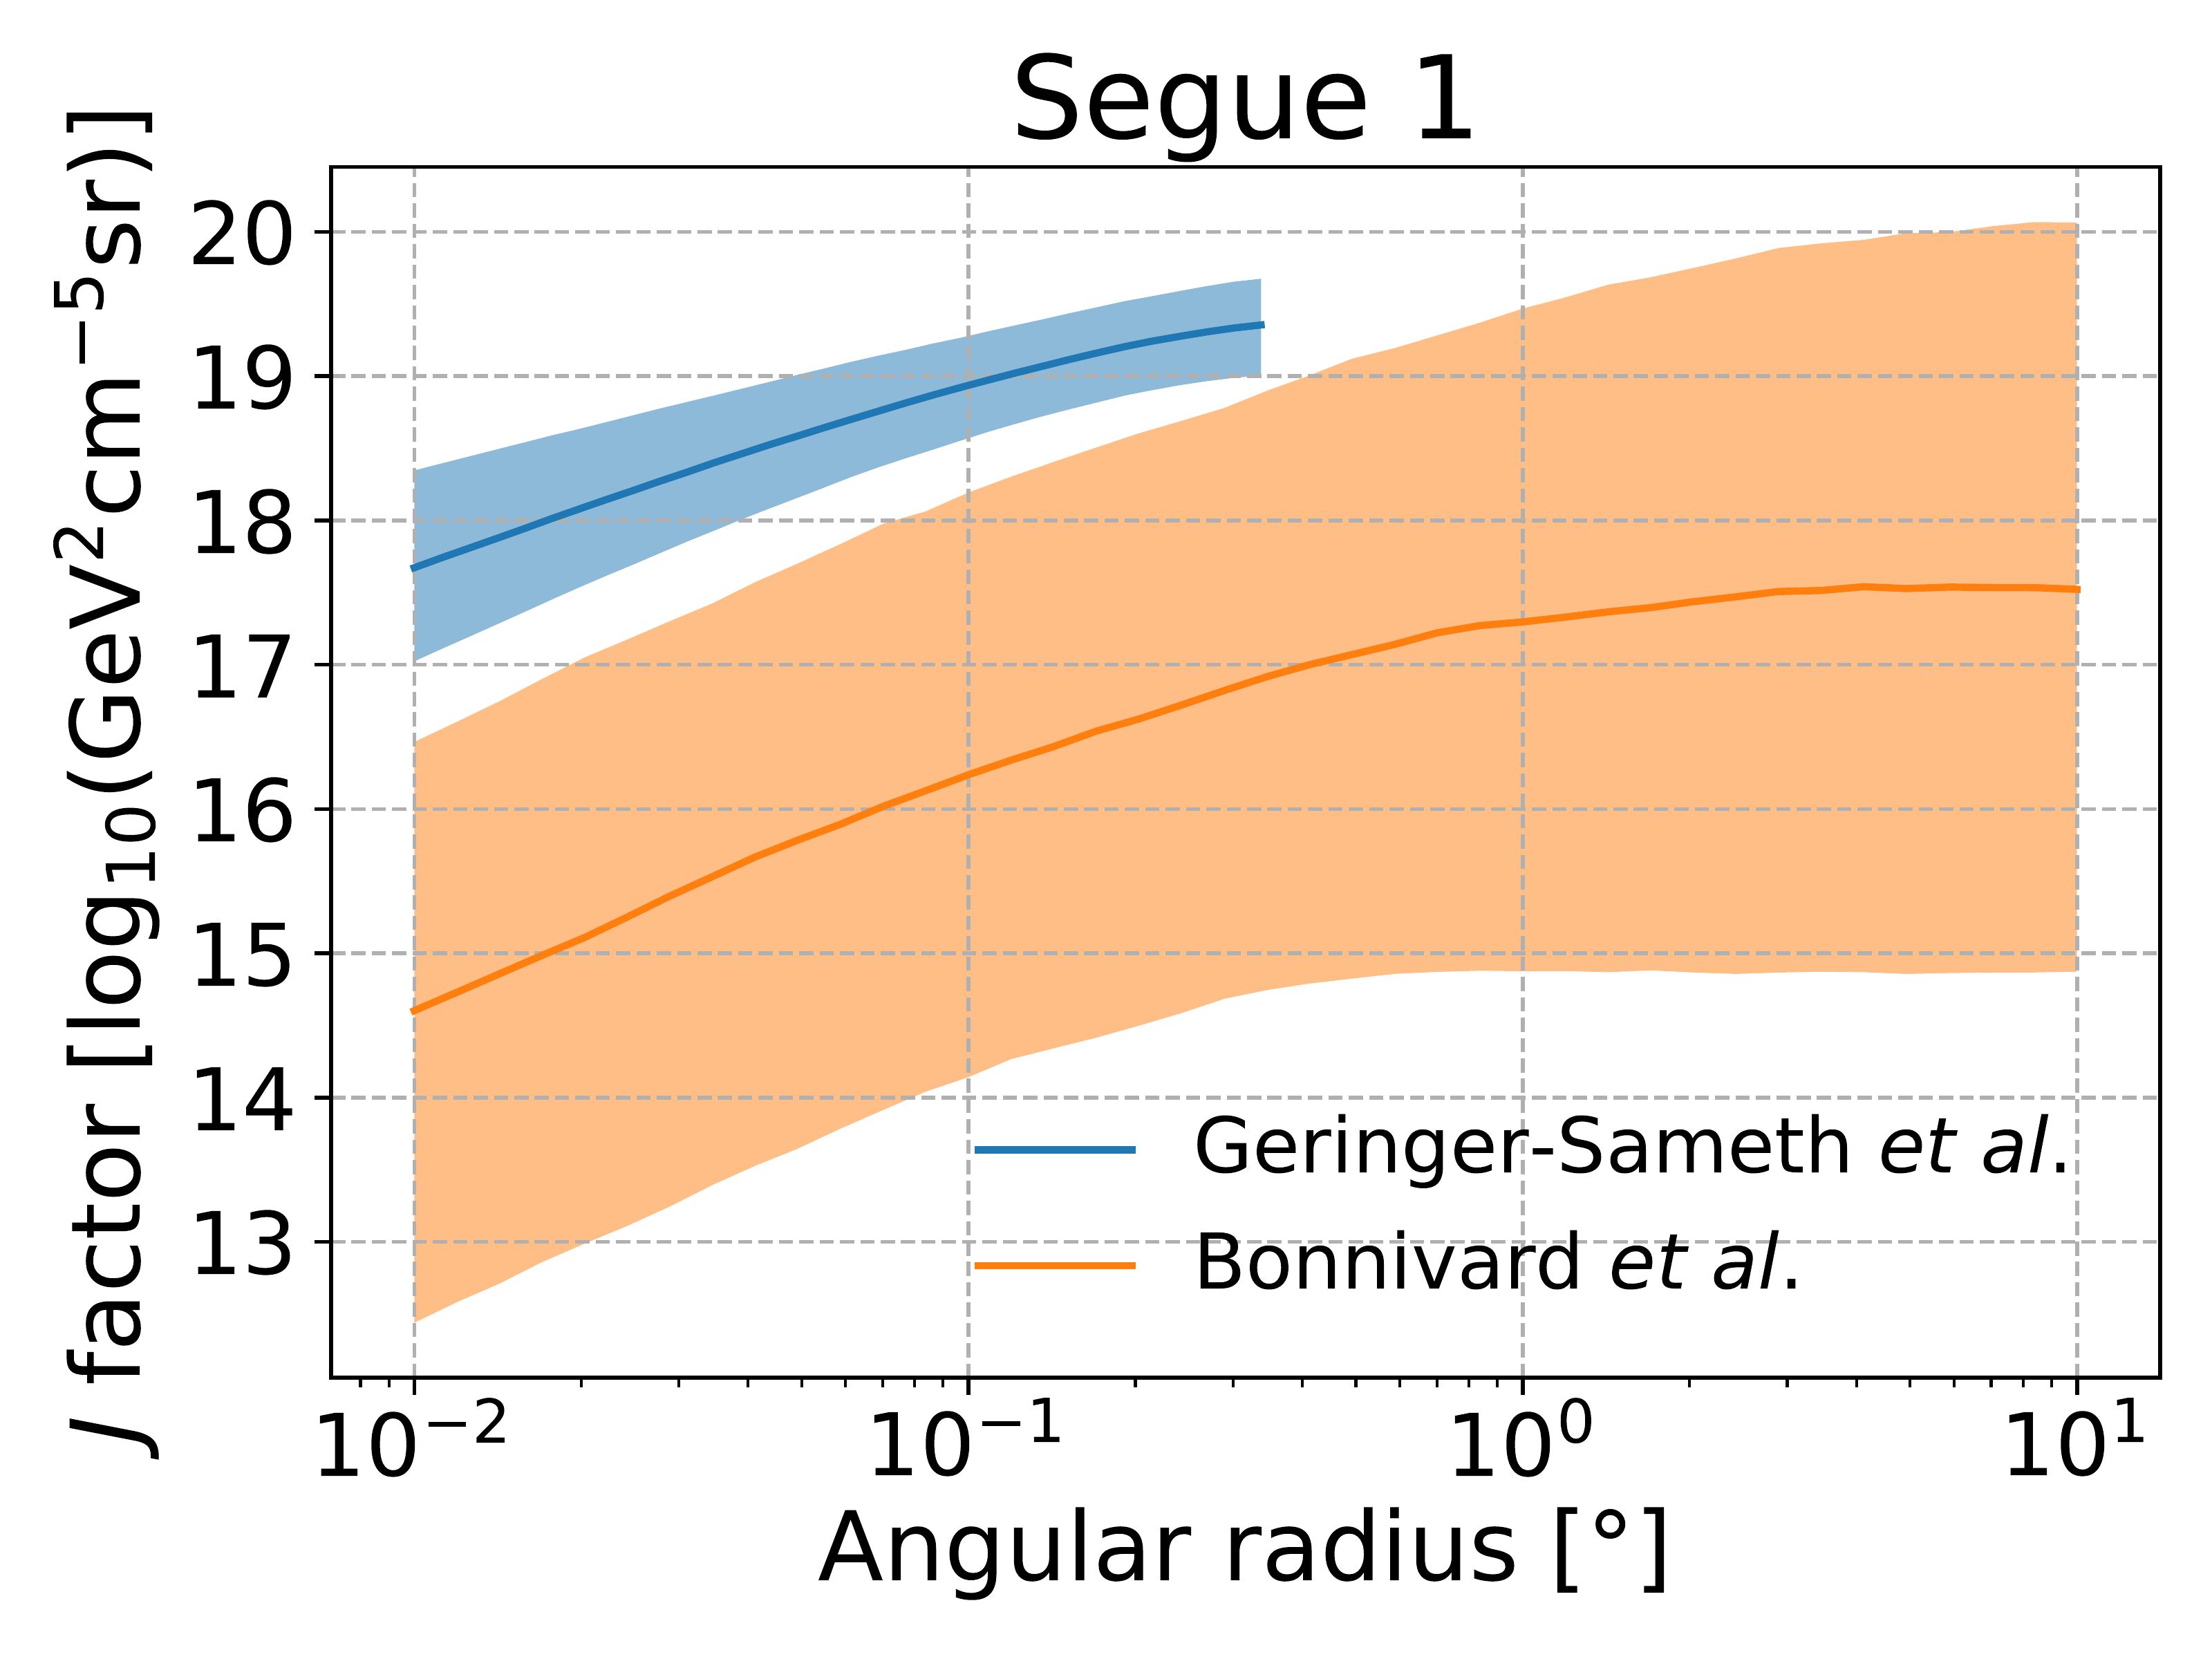 Segue 1
J factor [log₁₀(GeV²cm⁻⁵sr)]
20
19
18
17
16
15
14
13
Geringer-Sameth et al.
Bonnivard et al.
10⁻² 10⁻¹ 10⁰ 10¹
Angular radius [°]